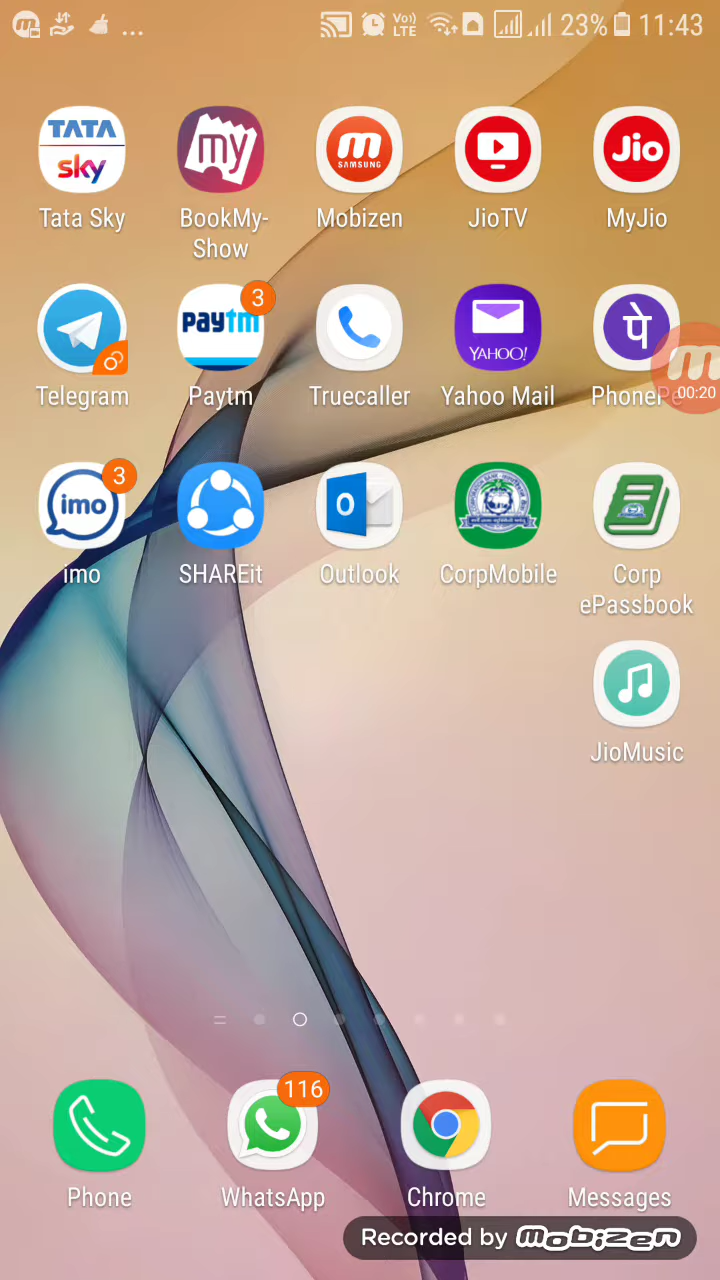 ... Vo)) LTE 23% 11:43
TATA
sky
my
m
SAMSUNG
Jio
Tata Sky
BookMy-
Show
Mobizen
JioTV
MyJio
3
paytm
YAHOO!
पे
m
00:20
Telegram
Paytm
Truecaller
Yahoo Mail
PhonePe
imo
3
O
imo
SHAREit
Outlook
CorpMobile
Corp
ePassbook
JioMusic
116
Phone
WhatsApp
Chrome
Messages
Recorded by Mobizen